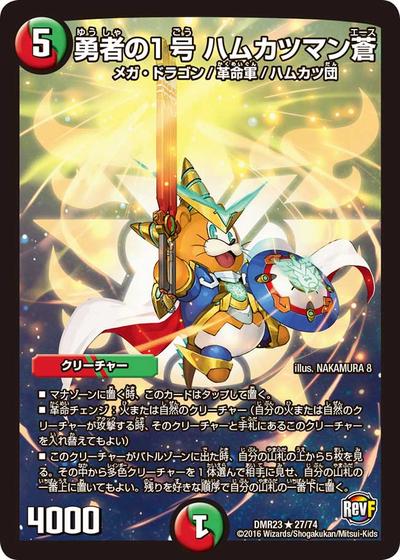 5
ゆうしゃ ごう エース
勇者の1号 ハムカツマン蒼
かくめいぐん だん
メガ・ドラゴン/革命軍/ハムカツ団
illus. NAKAMURA 8
クリーチャー
■ マナゾーンに置く時、このカードはタップして置く。
■ 革命チェンジ:火または自然のクリーチャー(自分の火または自然のク
リーチャーが攻撃する時、そのクリーチャーと手札にあるこのクリーチャー
を入れ替えてもよい)
■ このクリーチャーがバトルゾーンに出た時、自分の山札の上から5枚を見
る。その中から多色クリーチャーを1体選んで相手に見せ、自分の山札の
一番上に置いてもよい。残りを好きな順序で自分の山札の一番下に置く。
RevF
4000
1
DMR23★27/74
©2016 Wizards/Shogakukan/Mitsui-Kids